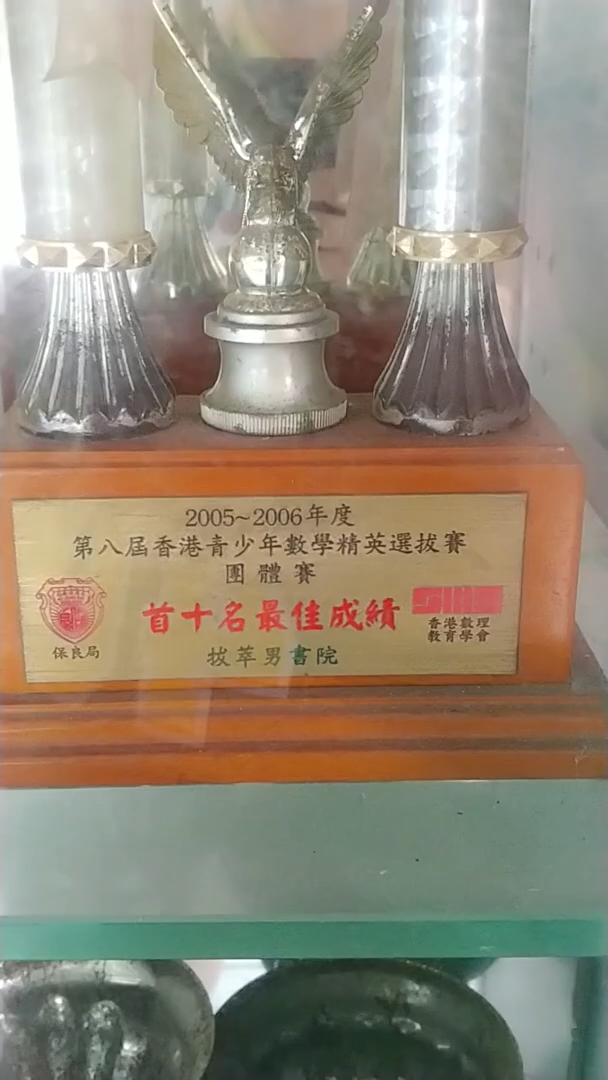 2005~2006年度
第八屆香港青少年數學精英選拔賽
團體賽
首十名最佳成績
保良局
香港數理
教育學會
拔萃男書院